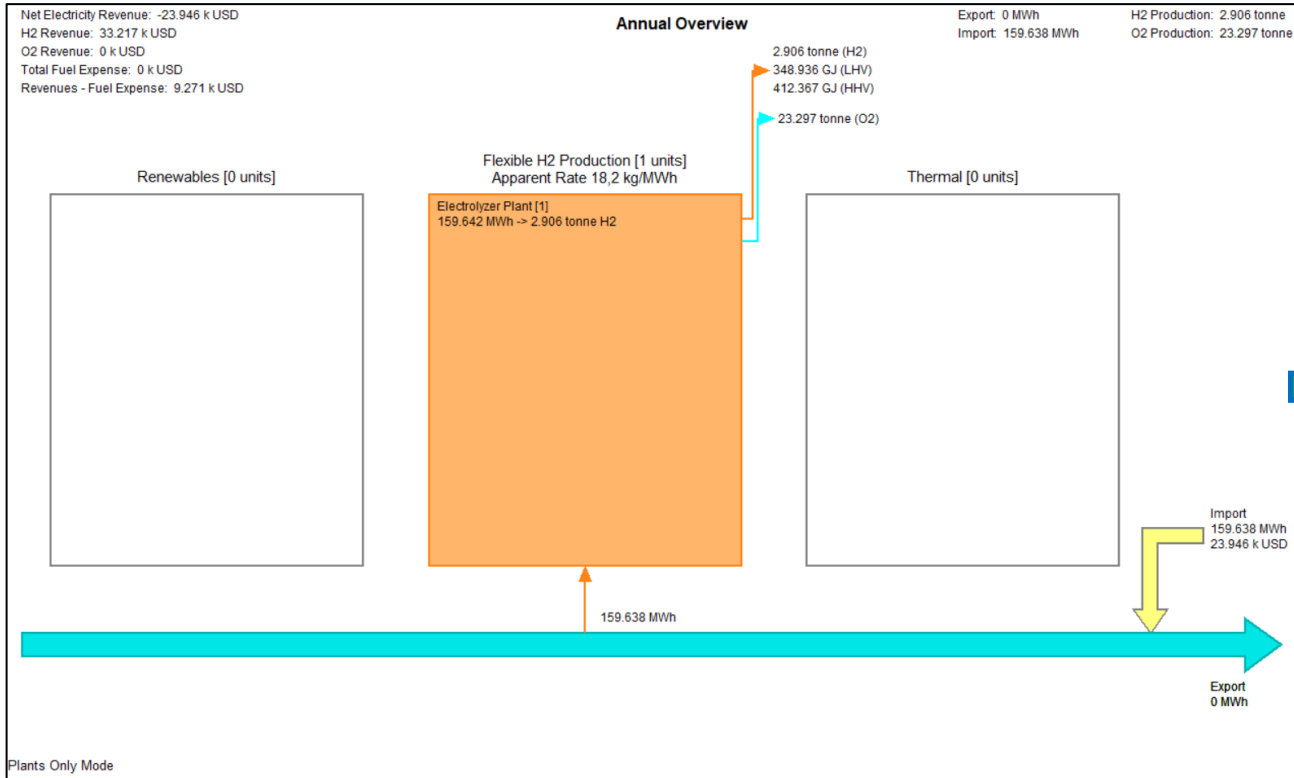 Net Electricity Revenue: -23.946 k USD
H2 Revenue: 33.217 k USD
O2 Revenue: 0 k USD
Total Fuel Expense: 0 k USD
Revenues - Fuel Expense: 9.271 k USD
Annual Overview
Export: 0 MWh
Import: 159.638 MWh
H2 Production: 2.906 tonne
O2 Production: 23.297 tonne
2.906 tonne (H2)
348.936 GJ (LHV)
412.367 GJ (HHV)
23.297 tonne (O2)
Renewables [0 units]
Flexible H2 Production [1 units]
Apparent Rate 18,2 kg/MWh
Thermal [0 units]
Electrolyzer Plant [1]
159.642 MWh -> 2.906 tonne H2
Import
159.638 MWh
23.946 k USD
159.638 MWh
Export
0 MWh
Plants Only Mode